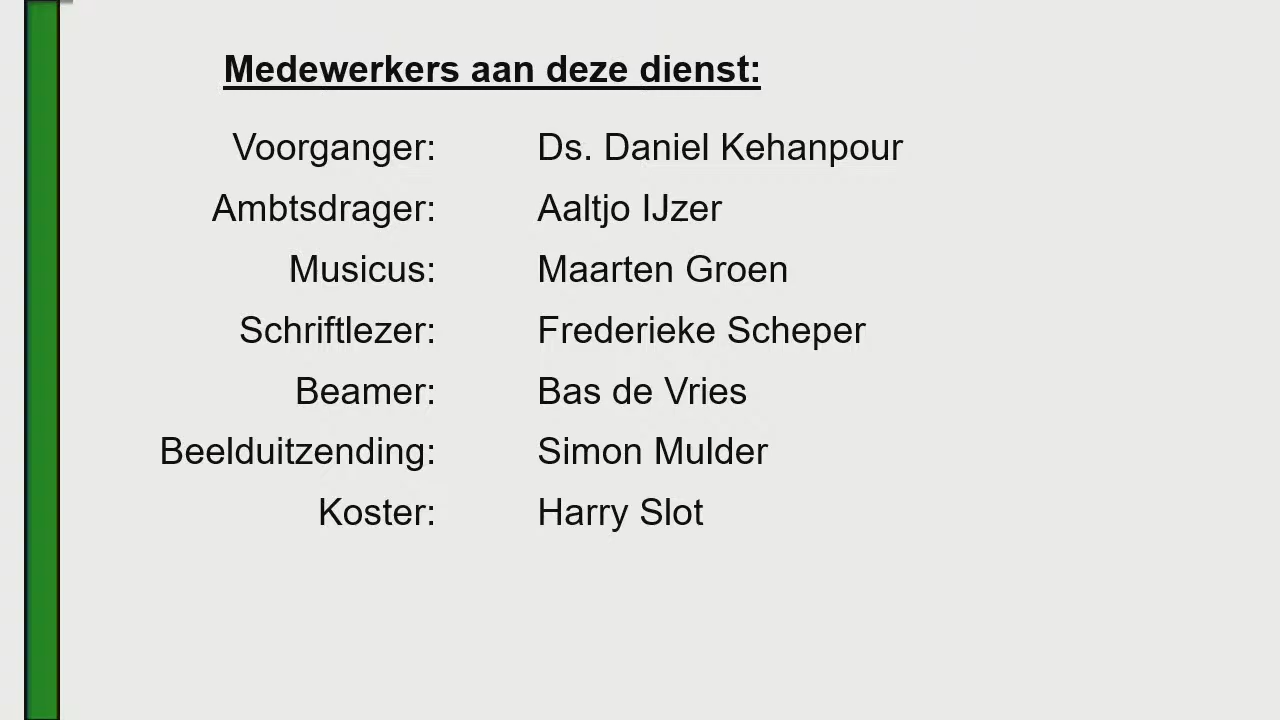 Medewerkers aan deze dienst:
Voorganger: Ds. Daniel Kehanpour
Ambtsdrager: Aaltjo IJzer
Musicus: Maarten Groen
Schriftlezer: Frederieke Scheper
Beamer: Bas de Vries
Beelduitzending: Simon Mulder
Koster: Harry Slot